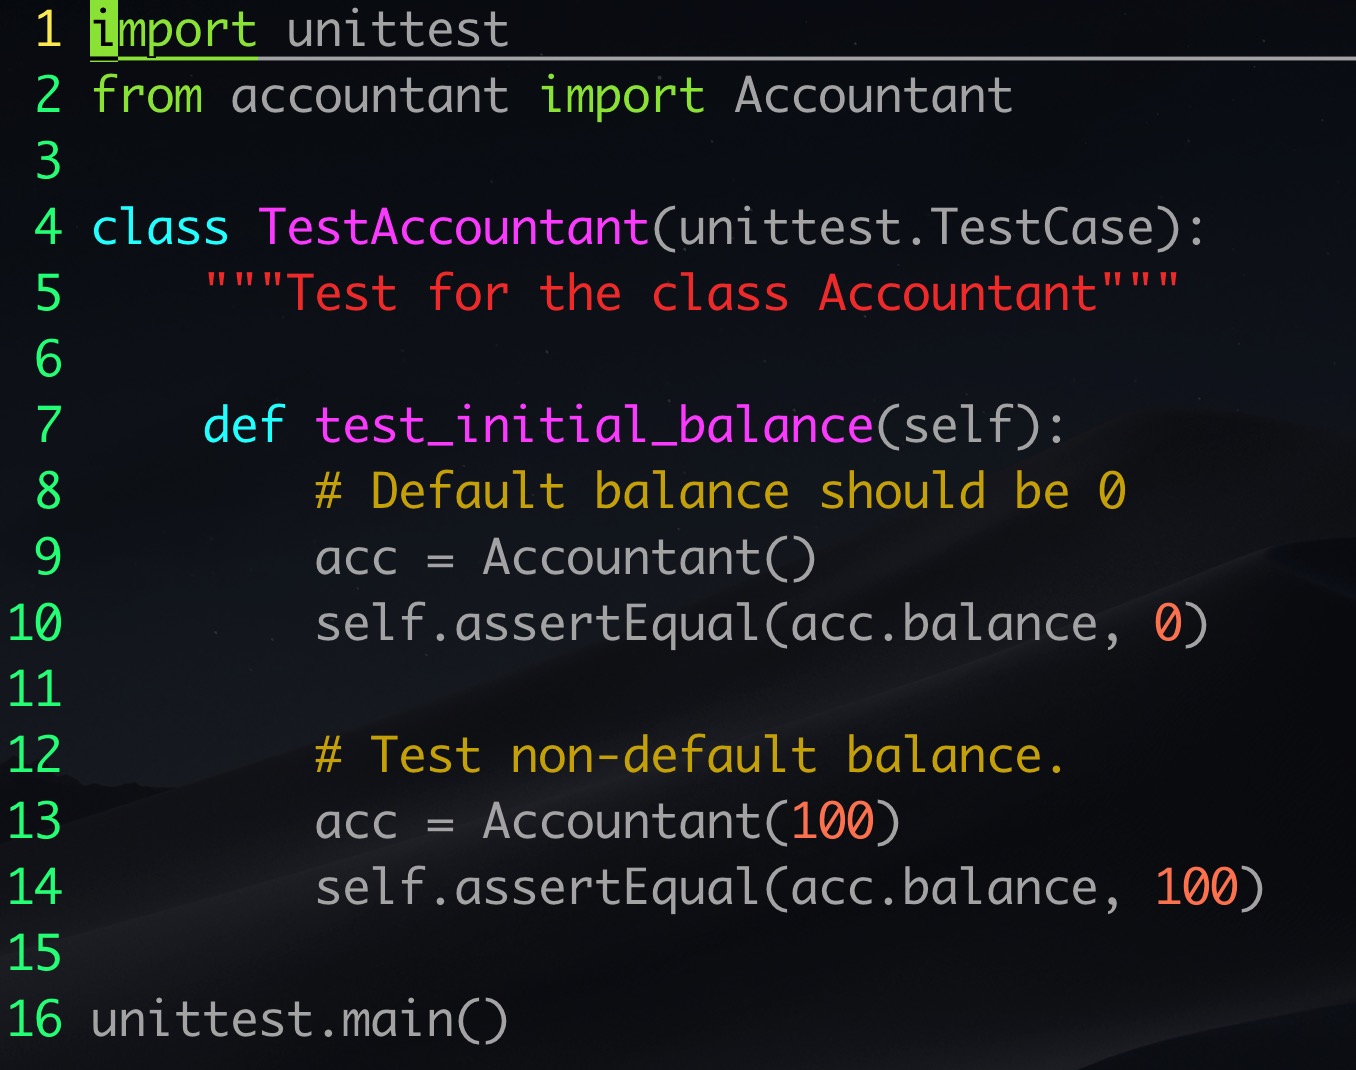 1 import unittest
2 from accountant import Accountant
3
4 class TestAccountant(unittest.TestCase):
5     """Test for the class Accountant"""
6
7     def test_initial_balance(self):
8         # Default balance should be 0
9         acc = Accountant()
10         self.assertEqual(acc.balance, 0)
11
12         # Test non-default balance.
13         acc = Accountant(100)
14         self.assertEqual(acc.balance, 100)
15
16 unittest.main()